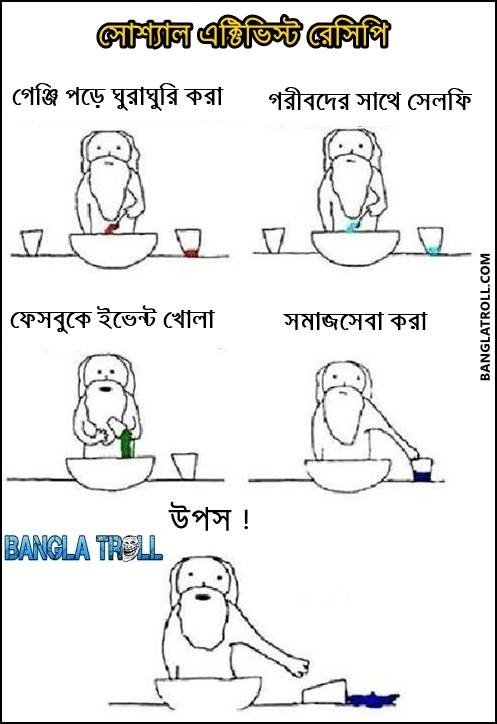 সোশ্যাল এক্টিভিস্ট রেসিপি
গেঞ্জি পড়ে ঘুরাঘুরি করা
গরীবদের সাথে সেলফি
ফেসবুকে ইভেন্ট খোলা
সমাজসেবা করা
BANGLATROLL.COM
উপস !
BANGLA TROLL